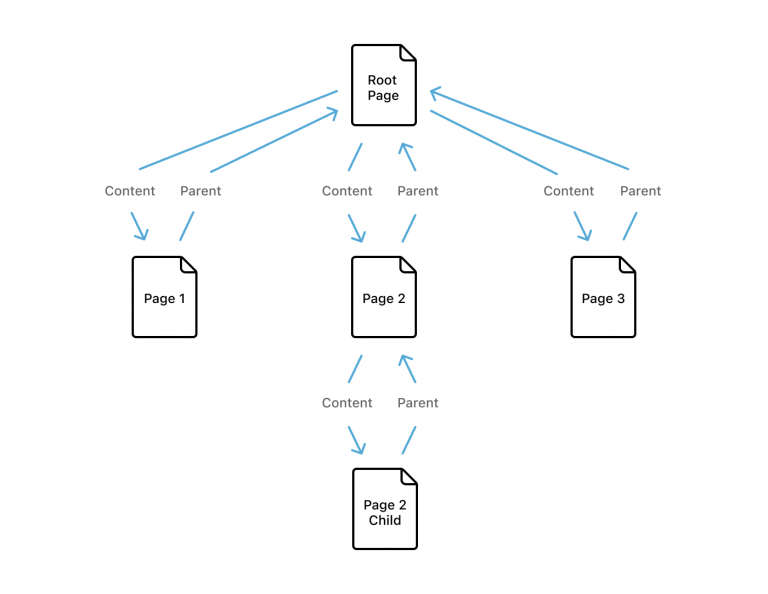 Root
Page
Content
Parent
Content
Parent
Content
Parent
Page 1
Page 2
Page 3
Content
Parent
Page 2
Child